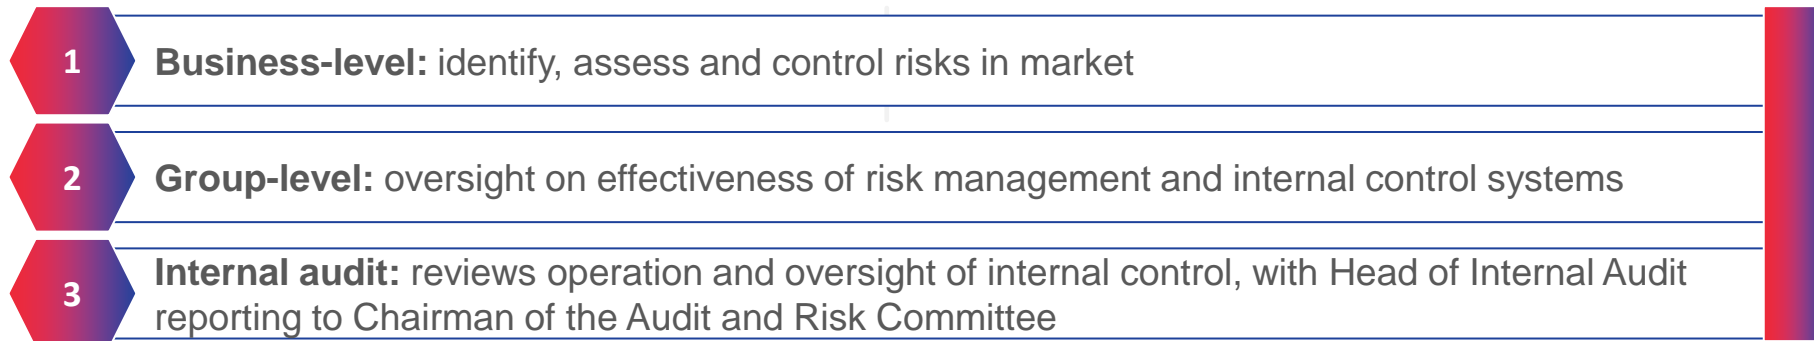 1
Business-level: identify, assess and control risks in market
2
Group-level: oversight on effectiveness of risk management and internal control systems
3
Internal audit: reviews operation and oversight of internal control, with Head of Internal Audit
reporting to Chairman of the Audit and Risk Committee